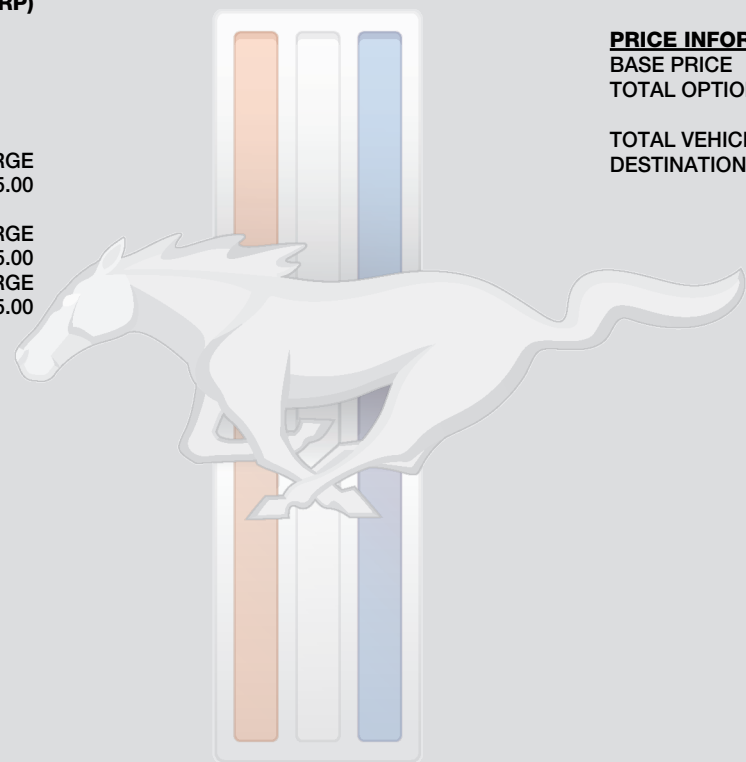 RP)
RGE
5.00
RGE
5.00
RGE
5.00
PRICE INFOR
BASE PRICE
TOTAL OPTIO
TOTAL VEHICL
DESTINATION